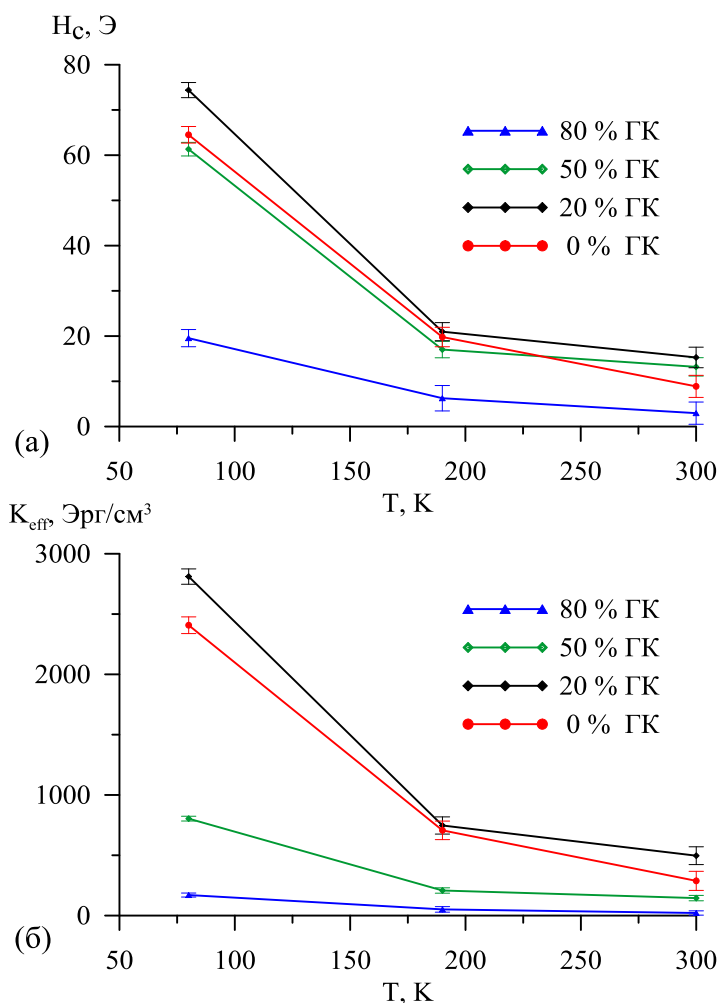 Hc, Э
80
60
40
20
0
80 % ГК
50 % ГК
20 % ГК
0 % ГК
(а)
50 100 150 200 250 300
T, K
Keff, Эрг/см³
3000
2000
1000
0
80 % ГК
50 % ГК
20 % ГК
0 % ГК
(б)
50 100 150 200 250 300
T, K